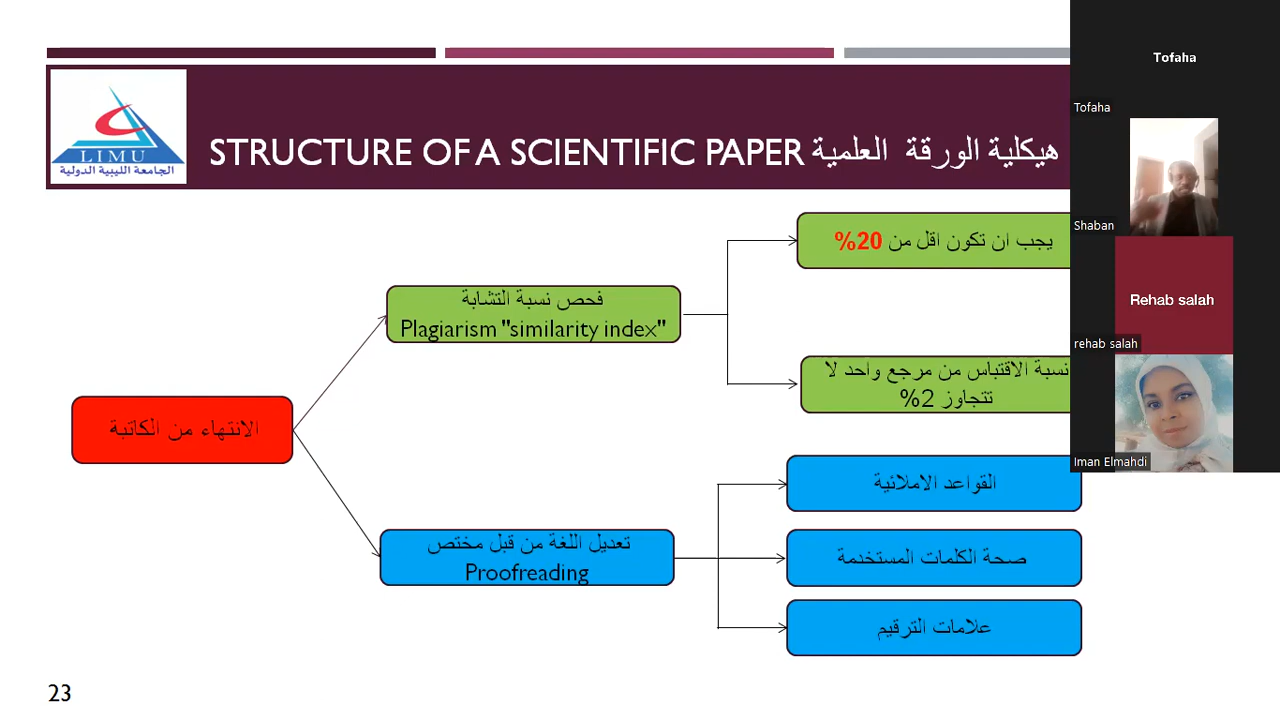 LIMU
الجامعة الليبية الدولية
STRUCTURE OF A SCIENTIFIC PAPER هيكلية الورقة العلمية
يجب ان تكون اقل من 20%
فحص نسبة التشابة
Plagiarism "similarity index"
نسبة الاقتباس من مرجع واحد لا
تتجاوز 2%
الانتهاء من الكاتبة
القواعد الاملائية
تعديل اللغة من قبل مختص
Proofreading
صحة الكلمات المستخدمة
علامات الترقيم
23
Tofaha
Tofaha
Shaban
Rehab salah
rehab salah
Iman Elmahdi